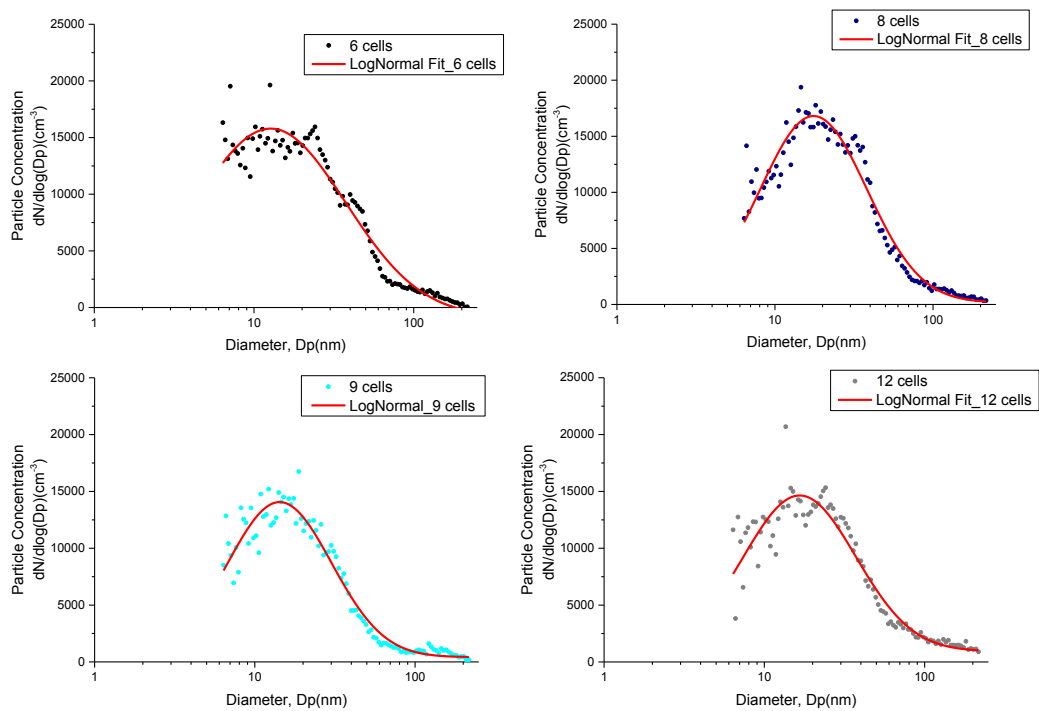 25000
20000
15000
10000
5000
0
Particle Concentration
dN/dlog(Dp)(cm-3)
6 cells
LogNormal Fit_6 cells
1
10
100
Diameter, Dp(nm)
25000
20000
15000
10000
5000
0
Particle Concentration
dN/dlog(Dp)(cm-3)
8 cells
LogNormal Fit_8 cells
1
10
100
Diameter, Dp(nm)
25000
20000
15000
10000
5000
0
Particle Concentration
dN/dlog(Dp)(cm-3)
9 cells
LogNormal_9 cells
1
10
100
Diameter, Dp(nm)
25000
20000
15000
10000
5000
0
Particle Concentration
dN/dlog(Dp)(cm-3)
12 cells
LogNormal Fit_12 cells
1
10
100
Diameter, Dp(nm)